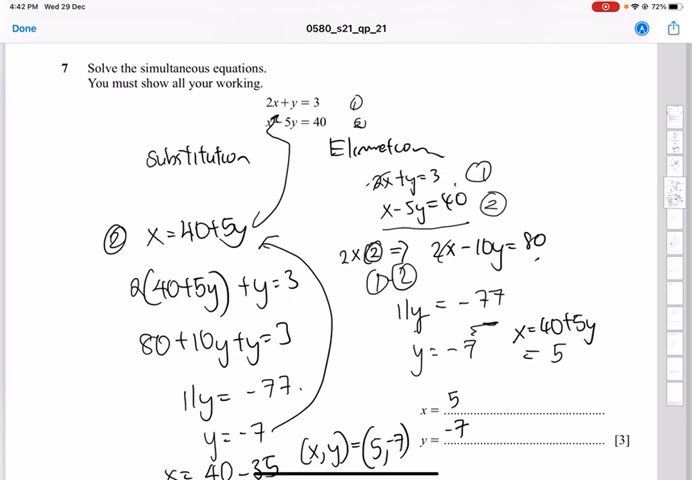 4:42 PM Wed 29 Dec
72%
Done
0580_s21_qp_21
7 Solve the simultaneous equations.
You must show all your working.
2x + y = 3 ①
x − 5y = 40 ②
Substitution
② x = 40+5y
2(40+5y) + y = 3
80+10y+y = 3
11y = -77.
y = -7
x = 40 - 35
(x,y) = (5,-7)
2x+y=3 ①
x-5y=40 ②
2x② => 2x-10y=80
①-②
11y = -77
y = -7
x=40+5y
= 5
x = 5
y = -7
[3]